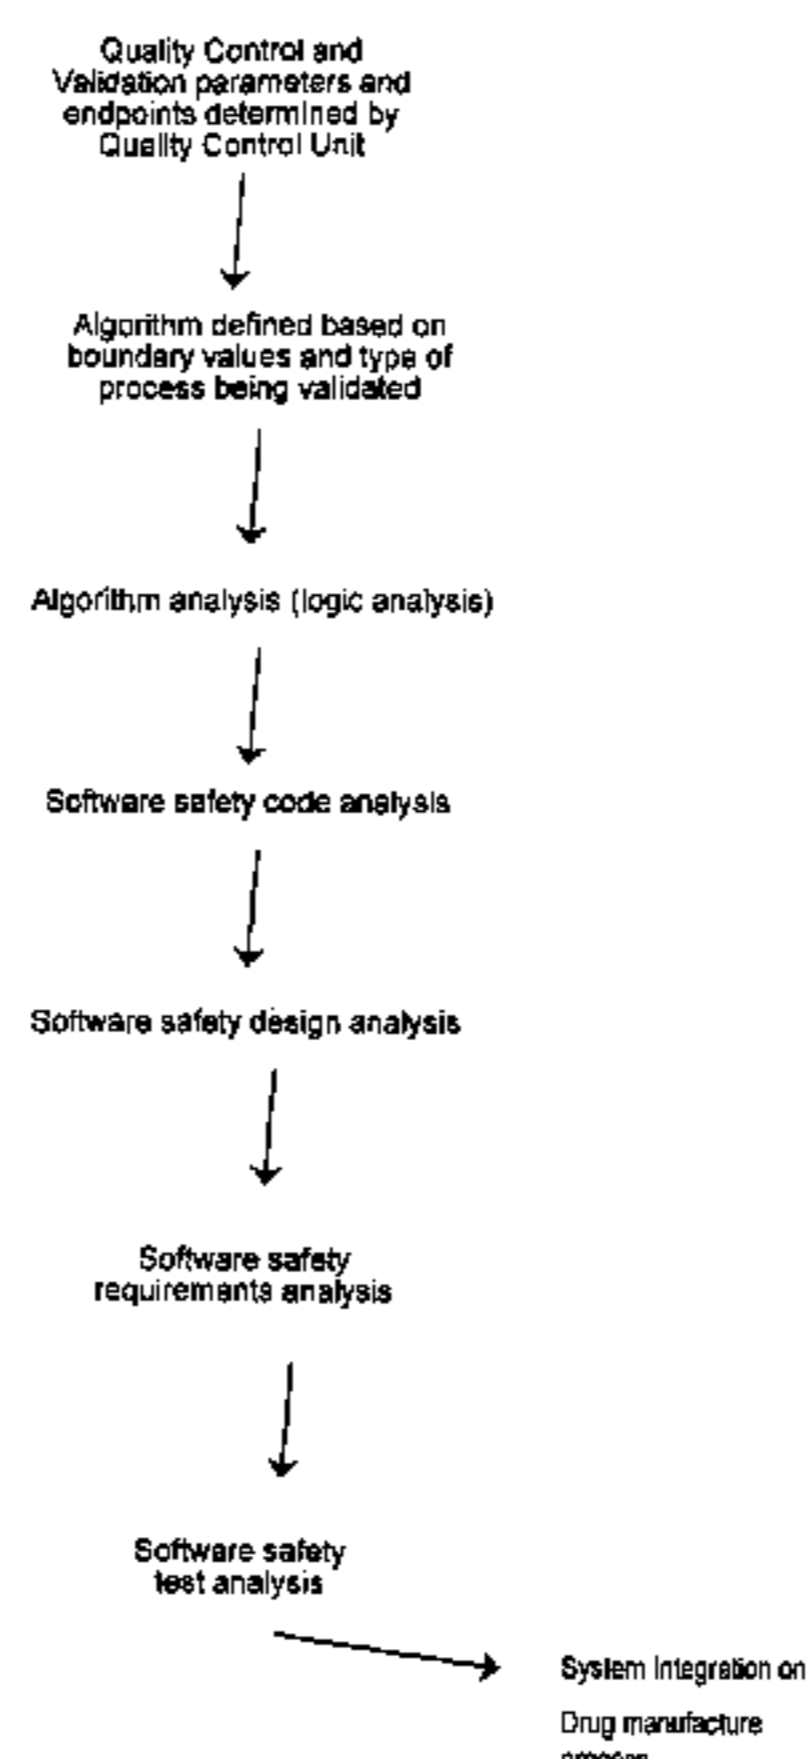 Quality Control and
Validation parameters and
endpoints determined by
Quality Control Unit
Algorithm defined based on
boundary values and type of
process being validated
Algorithm analysis (logic analysis)
Software safety code analysis
Software safety design analysis
Software safety
requirements analysis
Software safety
test analysis
System Integration on
Drug manufacture